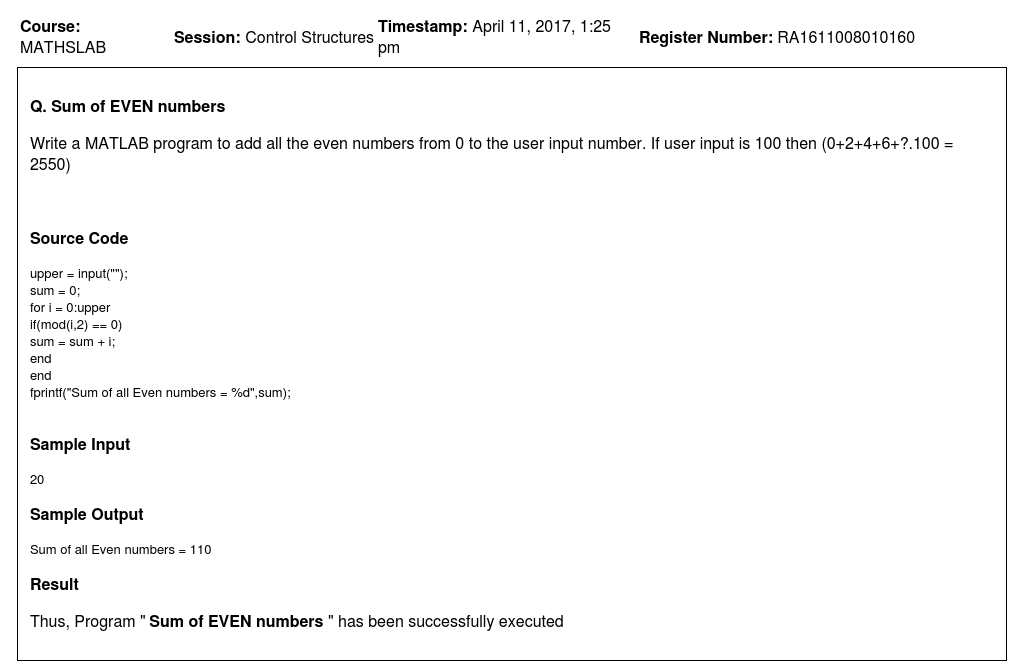 Course: MATHSLAB
Session: Control Structures
Timestamp: April 11, 2017, 1:25 pm
Register Number: RA1611008010160
Q. Sum of EVEN numbers
Write a MATLAB program to add all the even numbers from 0 to the user input number. If user input is 100 then (0+2+4+6+?.100 =
2550)
Source Code
upper = input("");
sum = 0;
for i = 0:upper
if(mod(i,2) == 0)
sum = sum + i;
end
end
fprintf("Sum of all Even numbers = %d",sum);
Sample Input
20
Sample Output
Sum of all Even numbers = 110
Result
Thus, Program " Sum of EVEN numbers " has been successfully executed